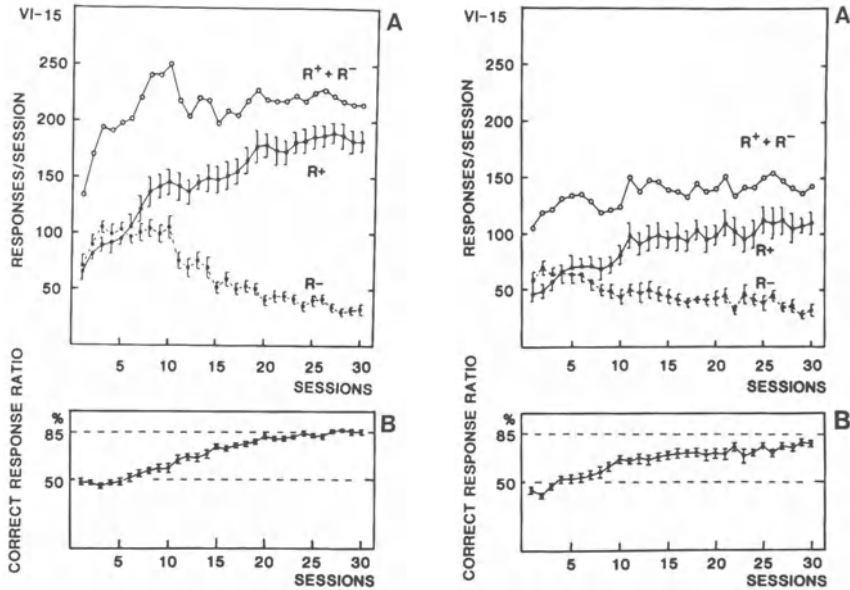 VI-15
A
250
200
150
100
50
RESPONSES/SESSION
R⁺ + R⁻
R+
R-
5 10 15 20 25 30
SESSIONS
B
%
85
50
CORRECT RESPONSE RATIO
5 10 15 20 25 30
SESSIONS
VI-15
A
250
200
150
100
50
RESPONSES/SESSION
R⁺ + R⁻
R+
R-
5 10 15 20 25 30
SESSIONS
B
%
85
50
CORRECT RESPONSE RATIO
5 10 15 20 25 30
SESSIONS